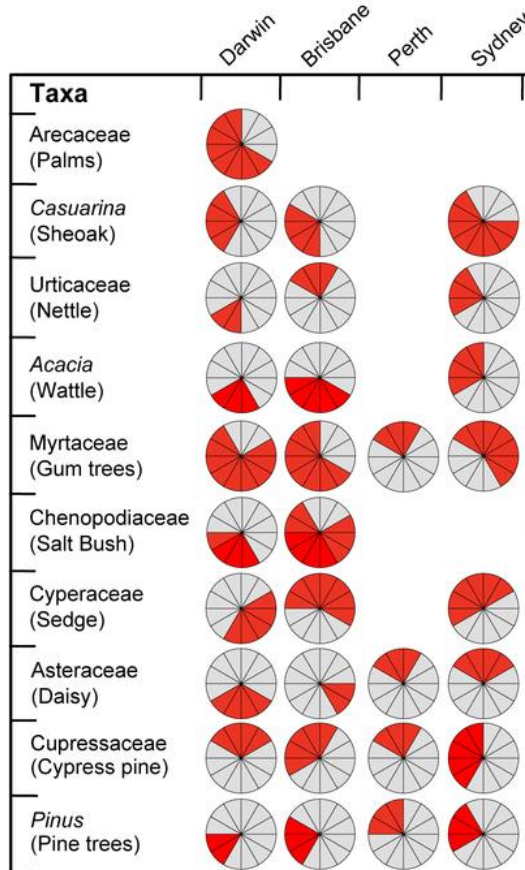 Darwin
Brisbane
Perth
Sydney
Taxa
Arecaceae
(Palms)
Casuarina
(Sheoak)
Urticaceae
(Nettle)
Acacia
(Wattle)
Myrtaceae
(Gum trees)
Chenopodiaceae
(Salt Bush)
Cyperaceae
(Sedge)
Asteraceae
(Daisy)
Cupressaceae
(Cypress pine)
Pinus
(Pine trees)